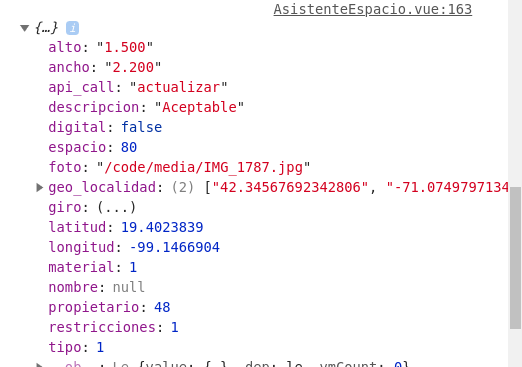 AsistenteEspacio.vue:163
{…} i
alto: "1.500"
ancho: "2.200"
api_call: "actualizar"
descripcion: "Aceptable"
digital: false
espacio: 80
foto: "/code/media/IMG_1787.jpg"
geo_localidad: (2) ["42.34567692342806", "-71.0749797134
giro: (...)
latitud: 19.4023839
longitud: -99.1466904
material: 1
nombre: null
propietario: 48
restricciones: 1
tipo: 1